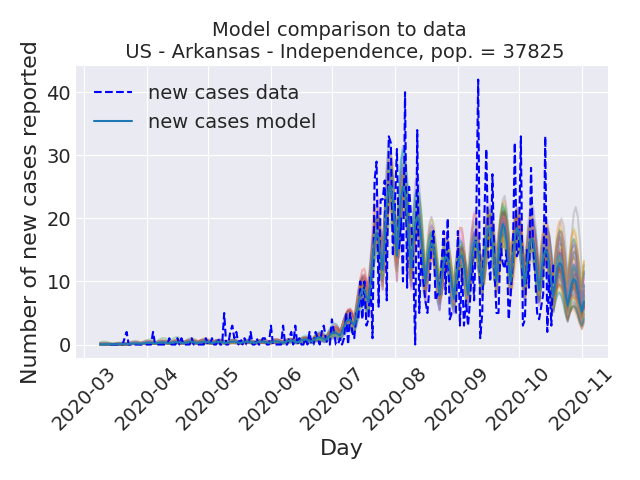 Model comparison to data
US - Arkansas - Independence, pop. = 37825
Number of new cases reported
40
30
20
10
0
new cases data
new cases model
2020-03
2020-04
2020-05
2020-06
2020-07
2020-08
2020-09
2020-10
2020-11
Day